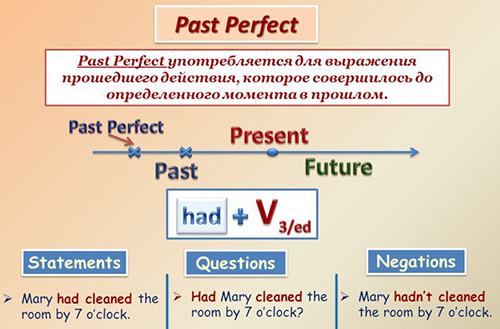 Past Perfect
Past Perfect употребляется для выражения
прошедшего действия, которое совершилось до
определенного момента в прошлом.
Past Perfect
Present
Past
Future
had + V3/ed
Statements
Questions
Negations
➢ Mary had cleaned the
room by 7 o’clock.
➢ Had Mary cleaned the
room by 7 o’clock?
➢ Mary hadn’t cleaned
the room by 7 o’clock.